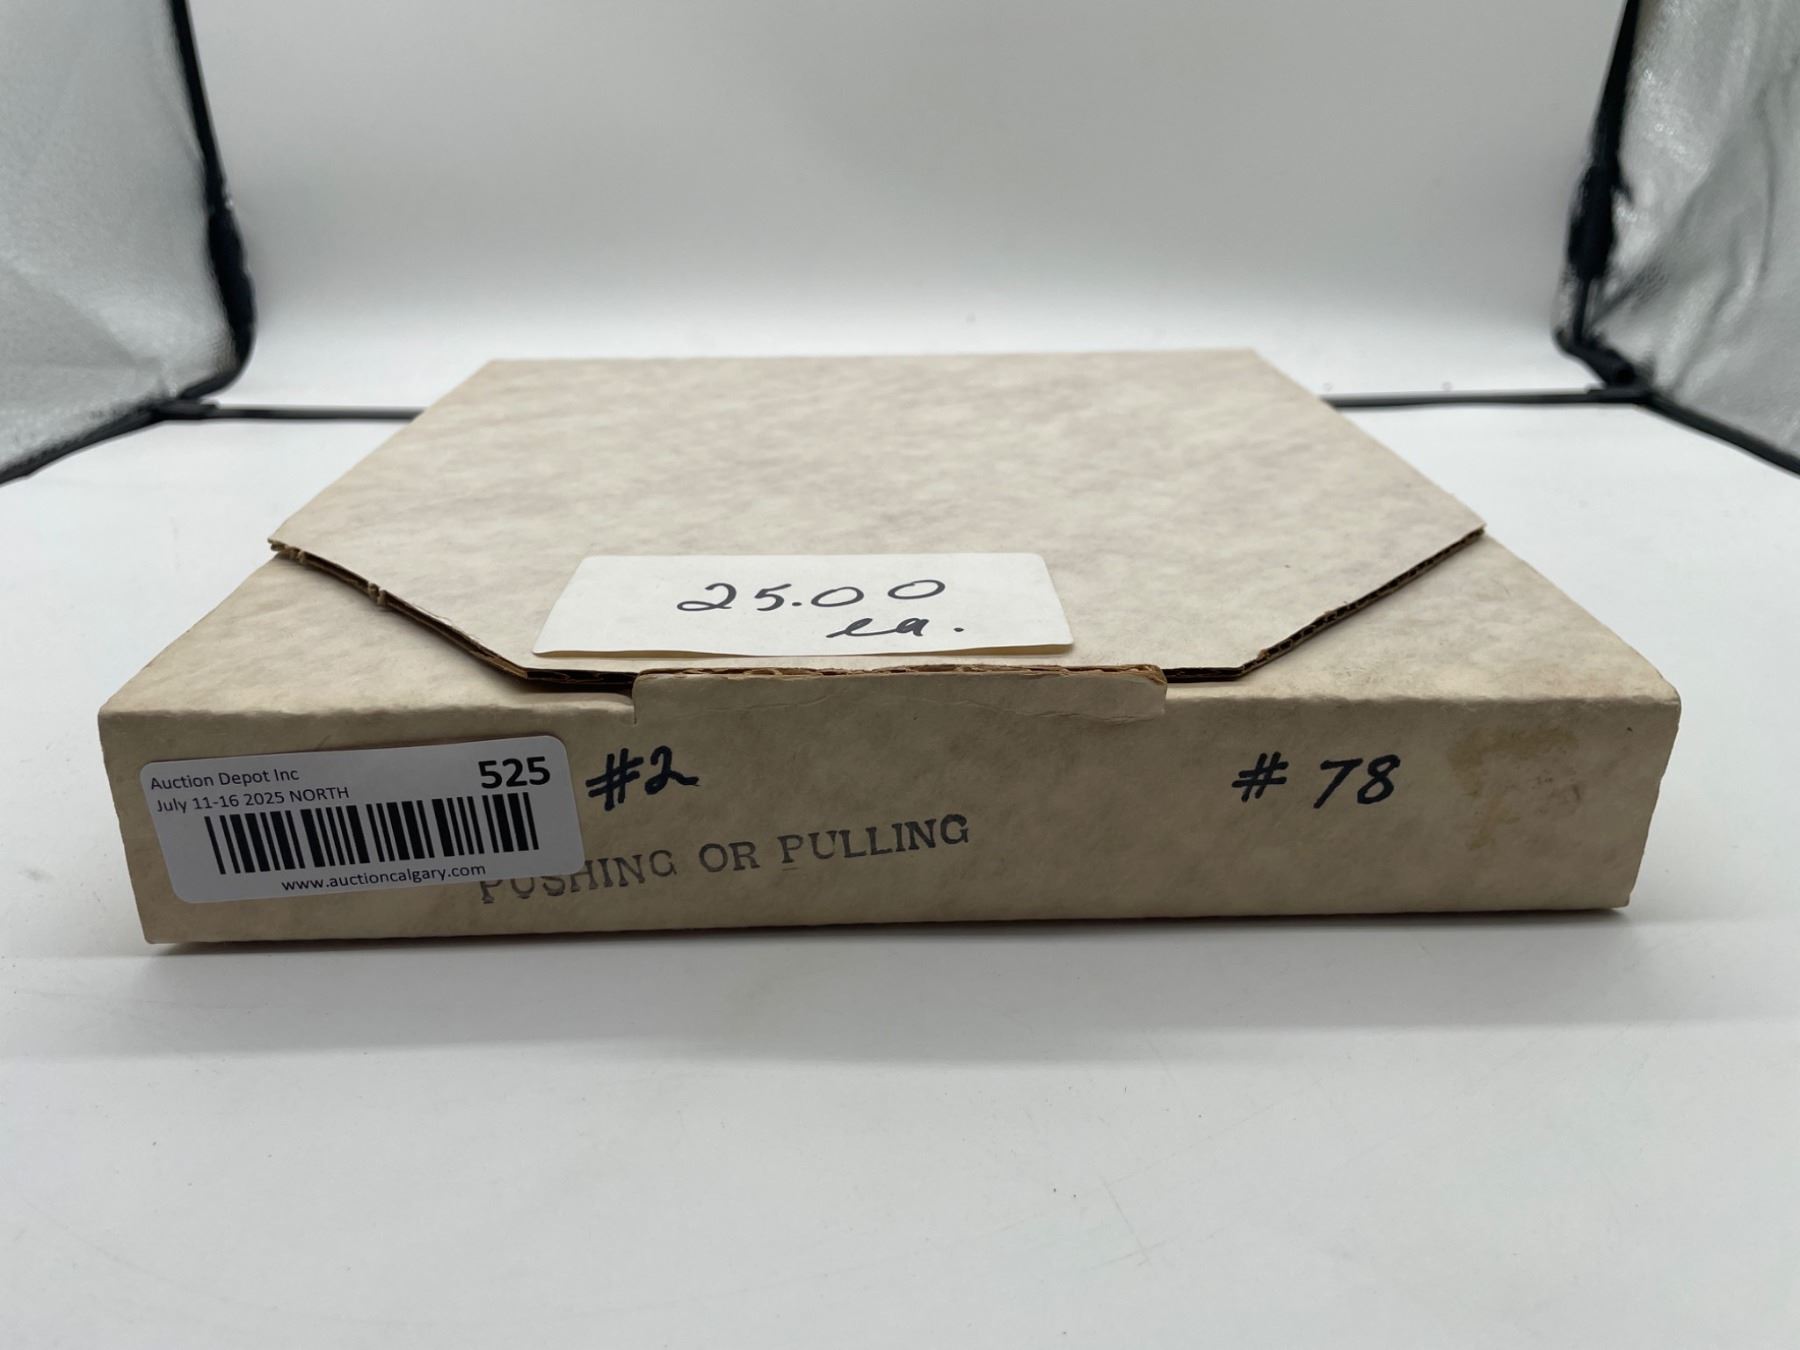 25.00
ea.
Auction Depot Inc
525
July 11-16 2025 NORTH
www.auctioncalgary.com
#2
# 78
PUSHING OR PULLING